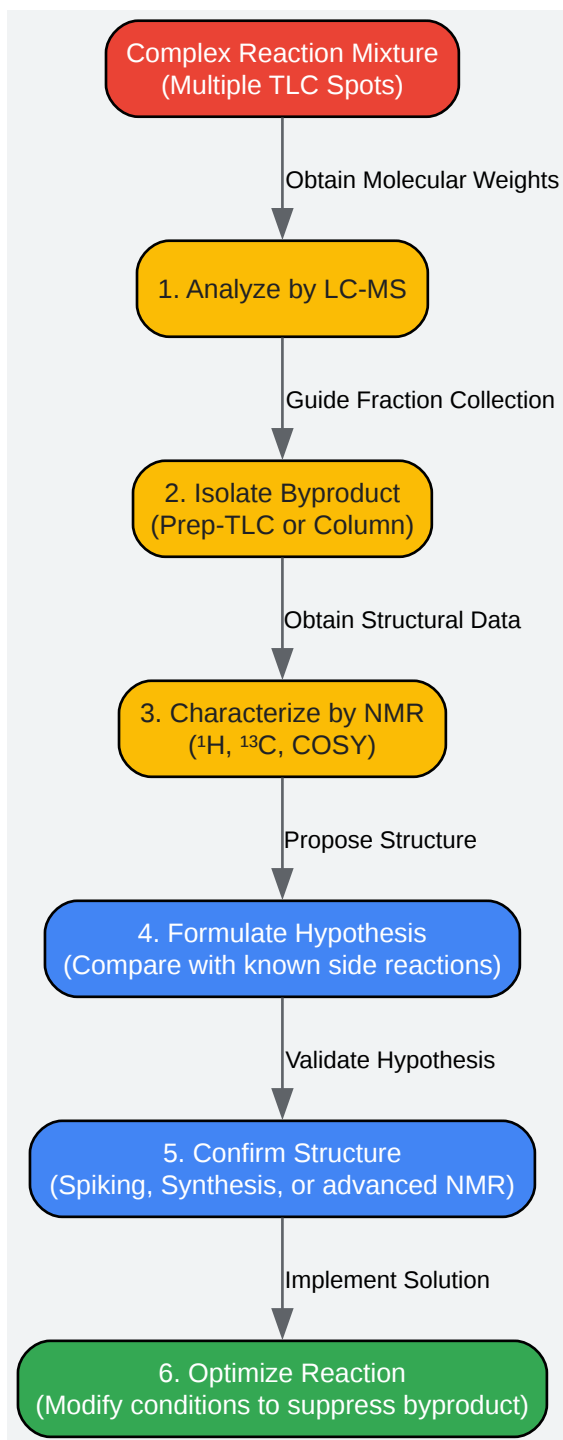 Complex Reaction Mixture
(Multiple TLC Spots)
Obtain Molecular Weights
1. Analyze by LC-MS
Guide Fraction Collection
2. Isolate Byproduct
(Prep-TLC or Column)
Obtain Structural Data
3. Characterize by NMR
(¹H, ¹³C, COSY)
Propose Structure
4. Formulate Hypothesis
(Compare with known side reactions)
Validate Hypothesis
5. Confirm Structure
(Spiking, Synthesis, or advanced NMR)
Implement Solution
6. Optimize Reaction
(Modify conditions to suppress byproduct)